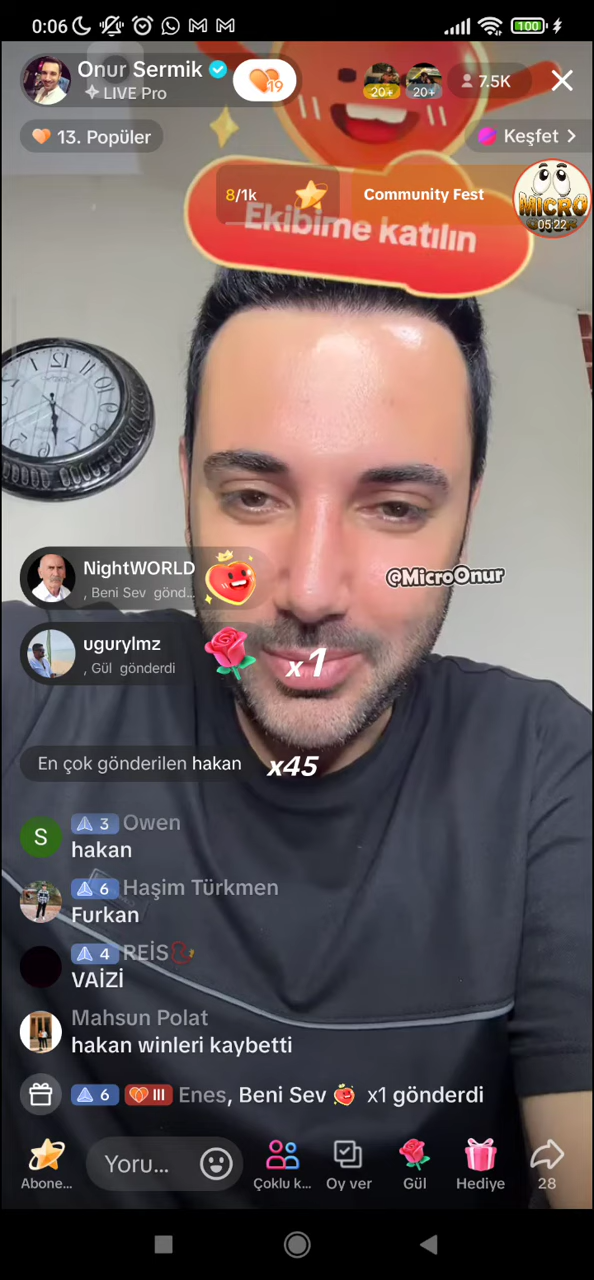 0:06
100
Onur Sermik
LIVE Pro
19
20+
20+
7.5K
13. Popüler
Keşfet
8/1k
Community Fest
MICRO
05:22
Ekibime katılın
NightWORLD
, Beni Sev gönd...
@MicroOnur
ugurylmz
, Gül gönderdi
x1
En çok gönderilen hakan
x45
S
3 Owen
hakan
6 Haşim Türkmen
Furkan
4 REİS
VAİZİ
Mahsun Polat
hakan winleri kaybetti
6 III Enes, Beni Sev x1 gönderdi
Abone...
Yoru...
Çoklu k...
Oy ver
Gül
Hediye
28